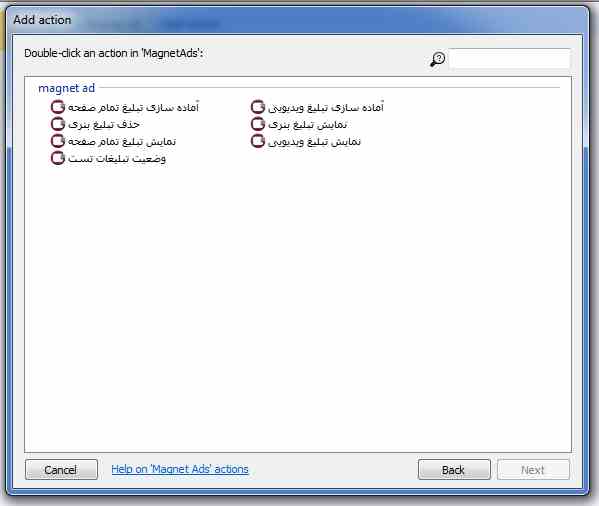 Add action
Double-click an action in 'MagnetAds':
magnet ad
آماده سازی تبلیغ تمام صفحه
آماده سازی تبلیغ ویدیویی
حذف تبلیغ بنری
نمایش تبلیغ بنری
نمایش تبلیغ تمام صفحه
نمایش تبلیغ ویدیویی
وضعیت تبلیغات تست
Cancel
Help on 'Magnet Ads' actions
Back
Next